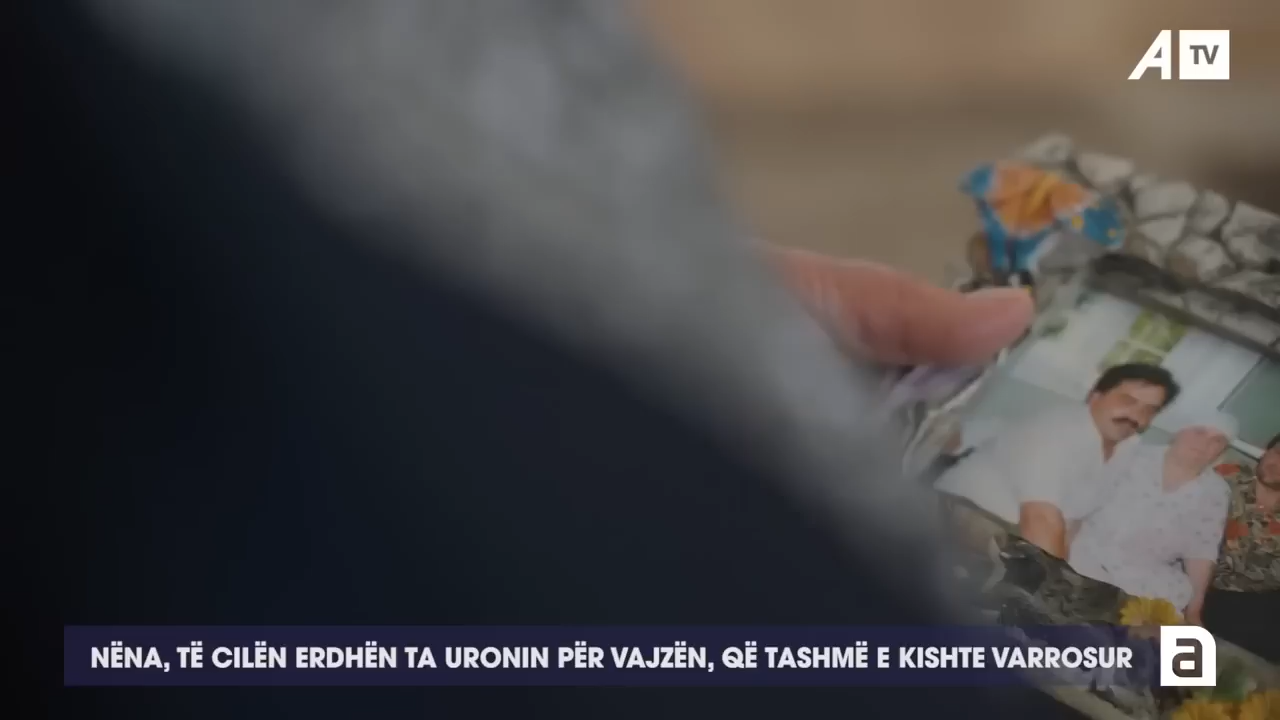 A TV
NËNA, TË CILËN ERDHËN TA URONIN PËR VAJZËN, QË TASHMË E KISHTE VARROSUR
a